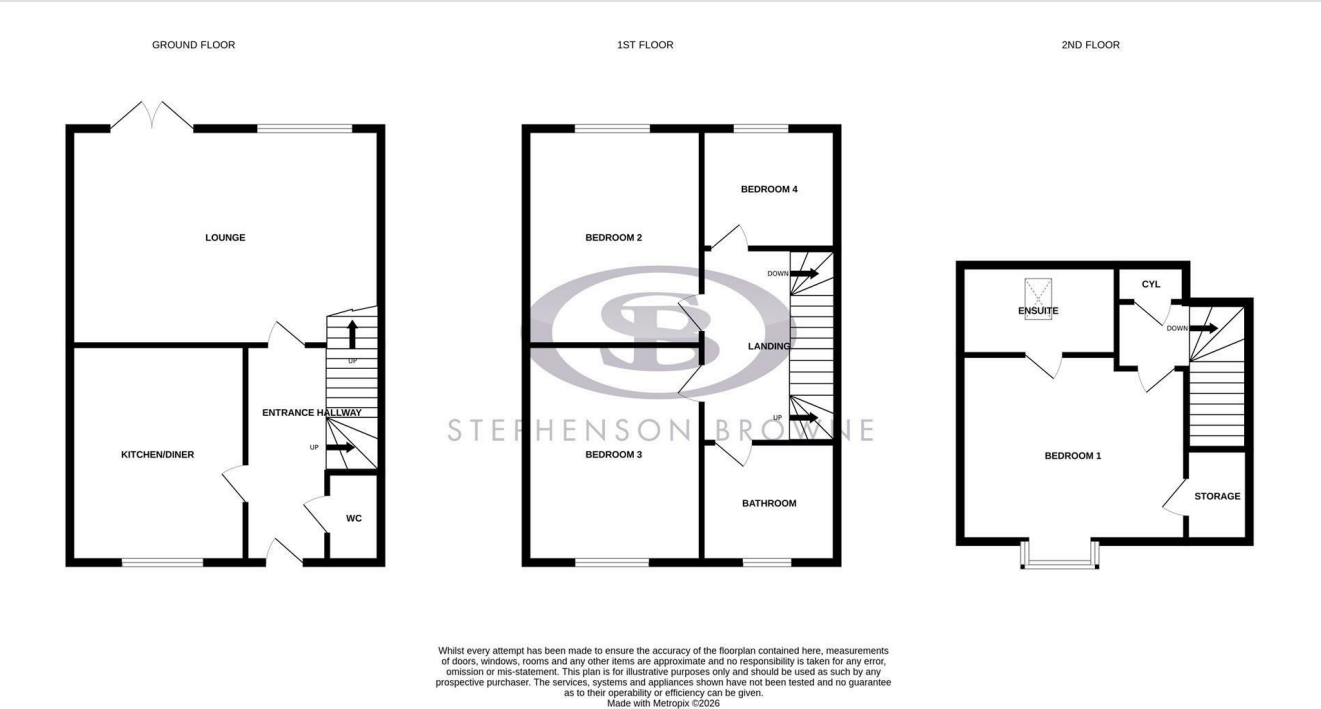 GROUND FLOOR
1ST FLOOR
2ND FLOOR
LOUNGE
UP
ENTRANCE HALLWAY
UP
KITCHEN/DINER
WC
BEDROOM 4
BEDROOM 2
DOWN
LANDING
UP
BEDROOM 3
BATHROOM
SB
STEPHENSON BROWNE
CYL
ENSUITE
DOWN
BEDROOM 1
STORAGE
Whilst every attempt has been made to ensure the accuracy of the floorplan contained here, measurements
of doors, windows, rooms and any other items are approximate and no responsibility is taken for any error,
omission or mis-statement. This plan is for illustrative purposes only and should be used as such by any
prospective purchaser. The services, systems and appliances shown have not been tested and no guarantee
as to their operability or efficiency can be given.
Made with Metropix ©2026